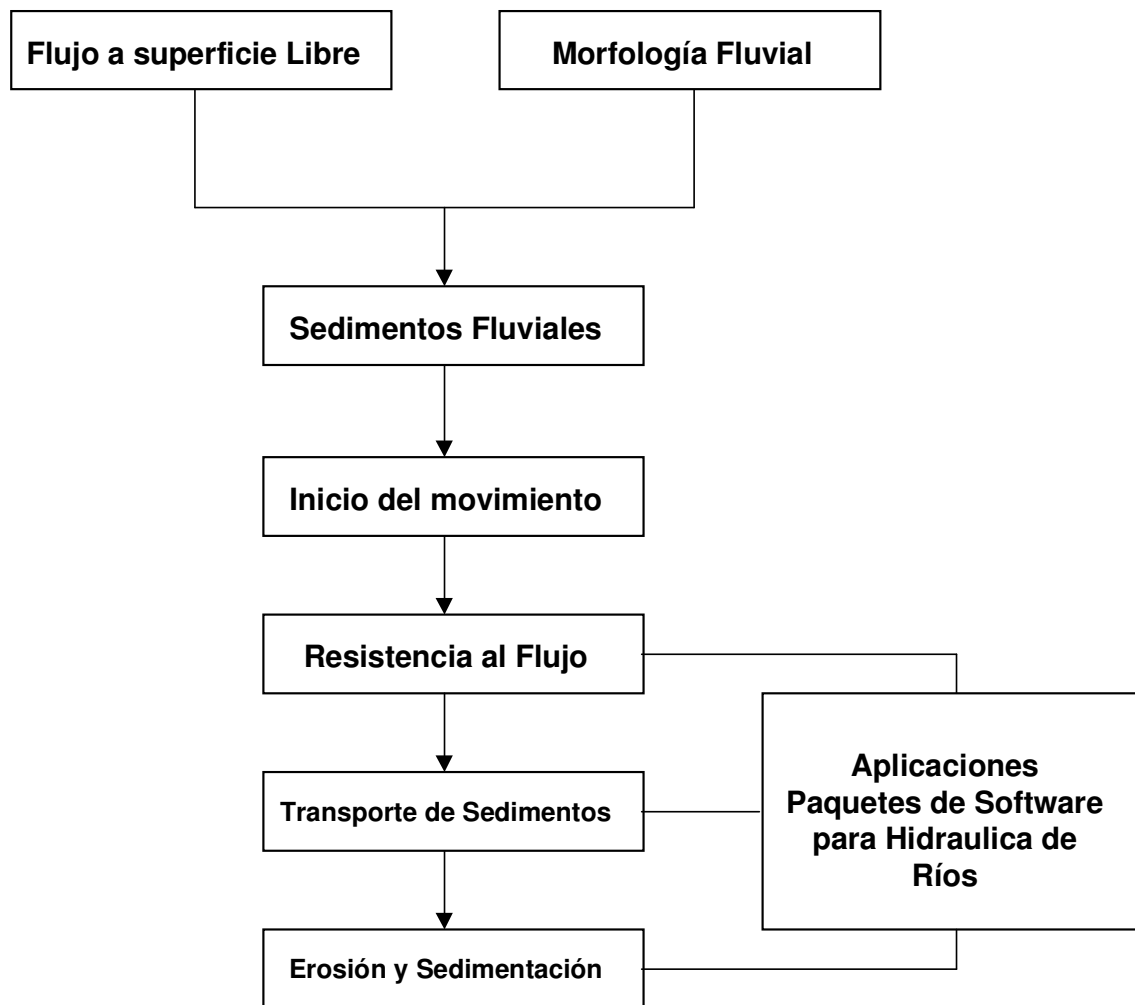 Flujo a superficie Libre
Morfología Fluvial
Sedimentos Fluviales
Inicio del movimiento
Resistencia al Flujo
Transporte de Sedimentos
Aplicaciones
Paquetes de Software
para Hidraulica de
Ríos
Erosión y Sedimentación